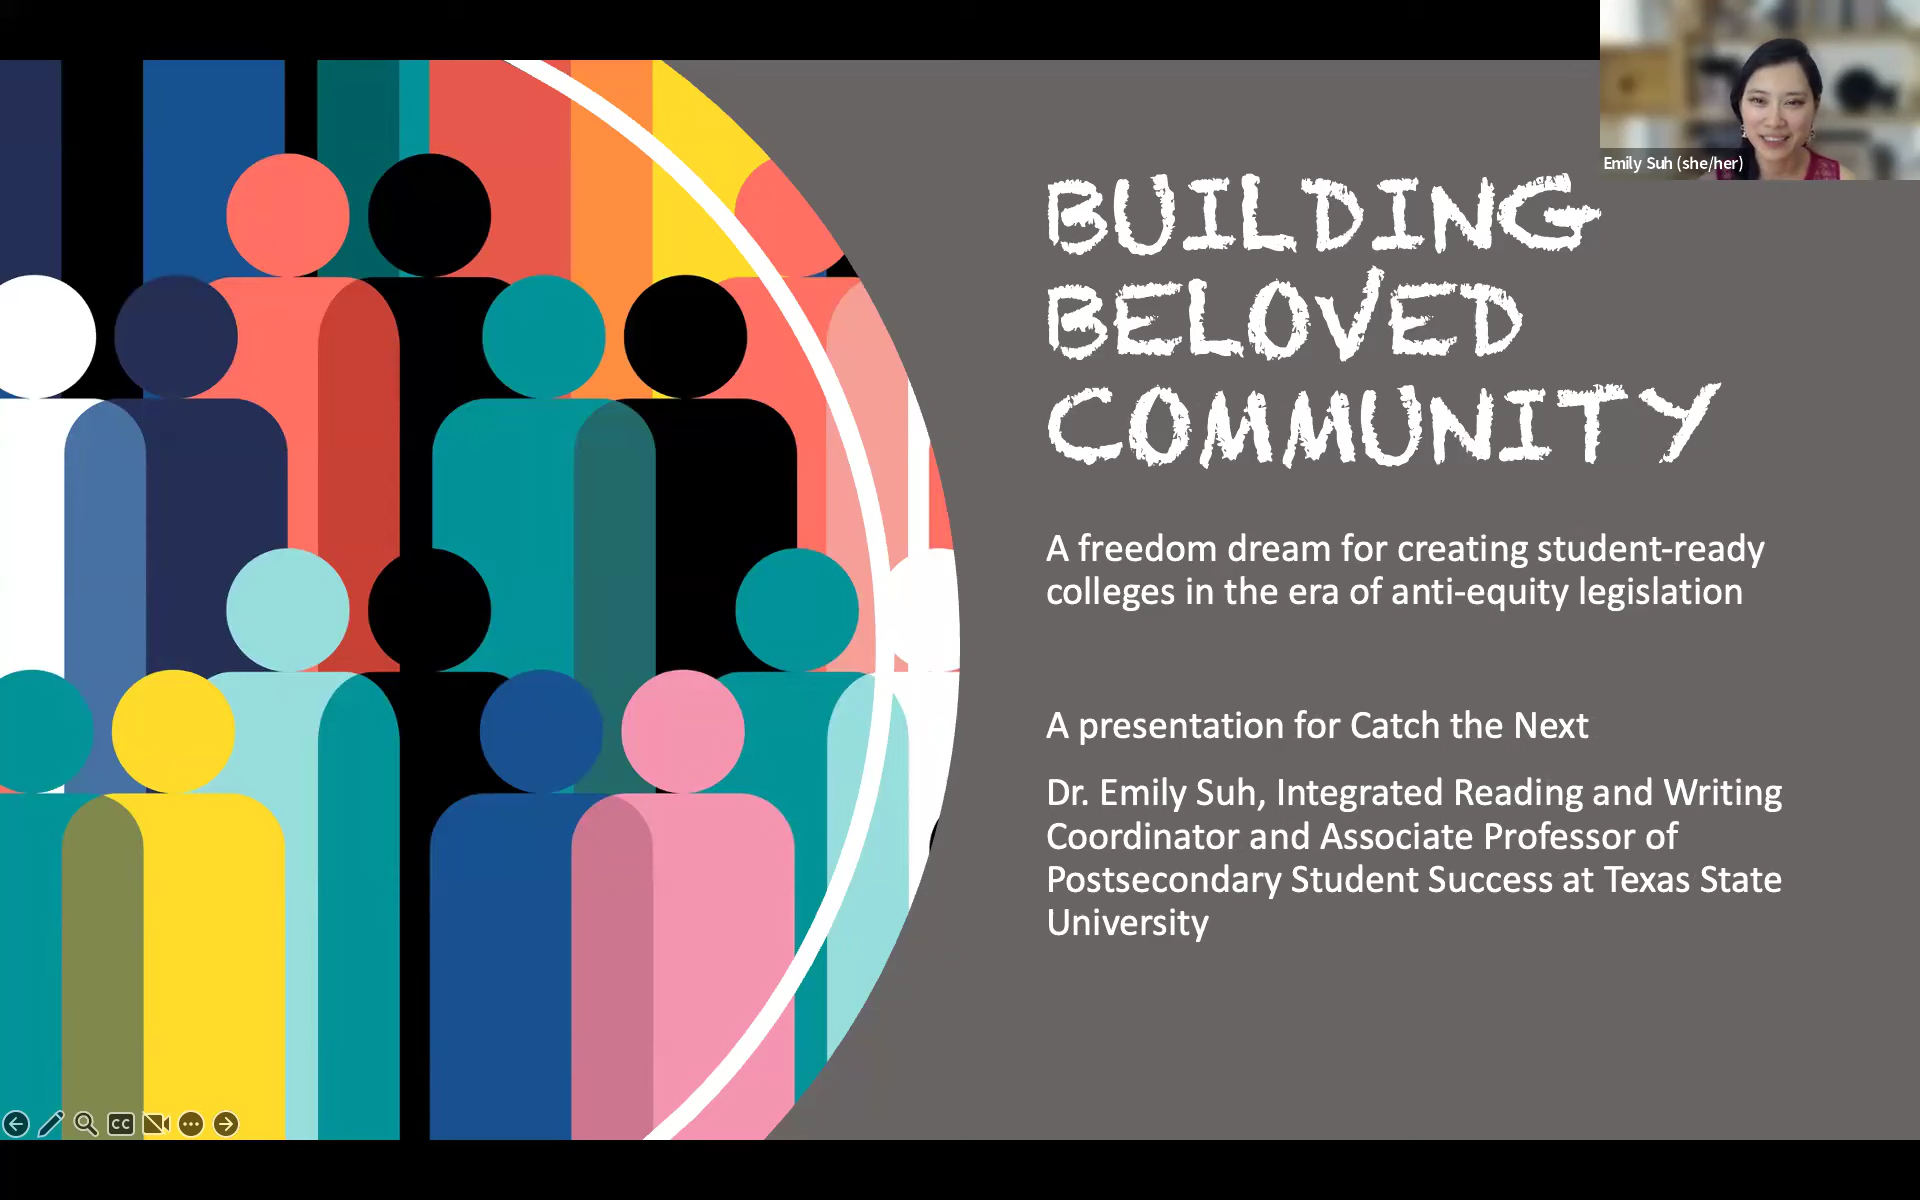 Emily Suh (she/her)
BUILDING
BELOVED
COMMUNITY
A freedom dream for creating student-ready
colleges in the era of anti-equity legislation
A presentation for Catch the Next
Dr. Emily Suh, Integrated Reading and Writing
Coordinator and Associate Professor of
Postsecondary Student Success at Texas State
University
CC